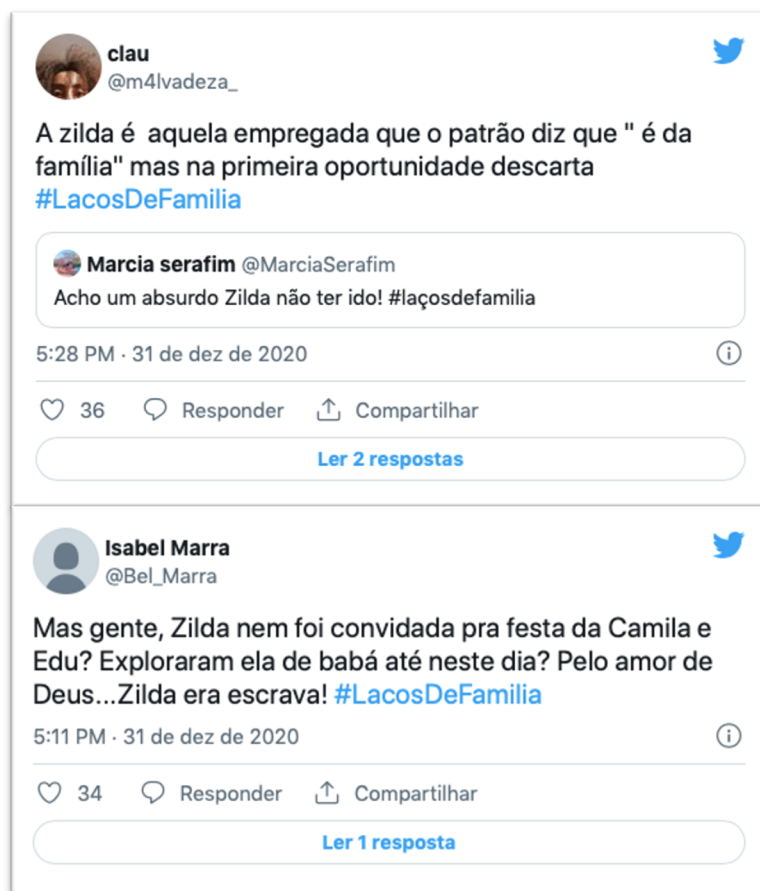 clau
@m4lvadeza_
A zilda é  aquela empregada que o patrão diz que " é da
família" mas na primeira oportunidade descarta
#LacosDeFamilia
Marcia serafim @MarciaSerafim
Acho um absurdo Zilda não ter ido! #laçosdefamilia
5:28 PM · 31 de dez de 2020
36 Responder Compartilhar
Ler 2 respostas
Isabel Marra
@Bel_Marra
Mas gente, Zilda nem foi convidada pra festa da Camila e
Edu? Exploraram ela de babá até neste dia? Pelo amor de
Deus...Zilda era escrava! #LacosDeFamilia
5:11 PM · 31 de dez de 2020
34 Responder Compartilhar
Ler 1 resposta